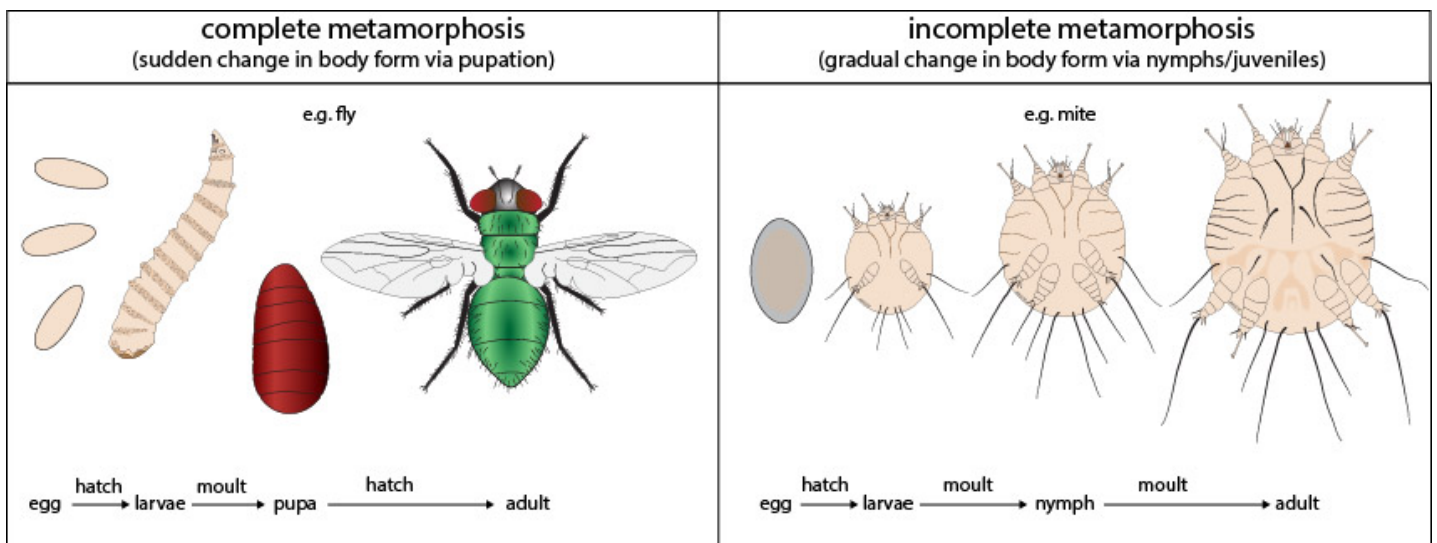 complete metamorphosis
(sudden change in body form via pupation)
incomplete metamorphosis
(gradual change in body form via nymphs/juveniles)
e.g. fly
e.g. mite
hatch moult hatch
egg larvae pupa adult
hatch moult moult
egg larvae nymph adult